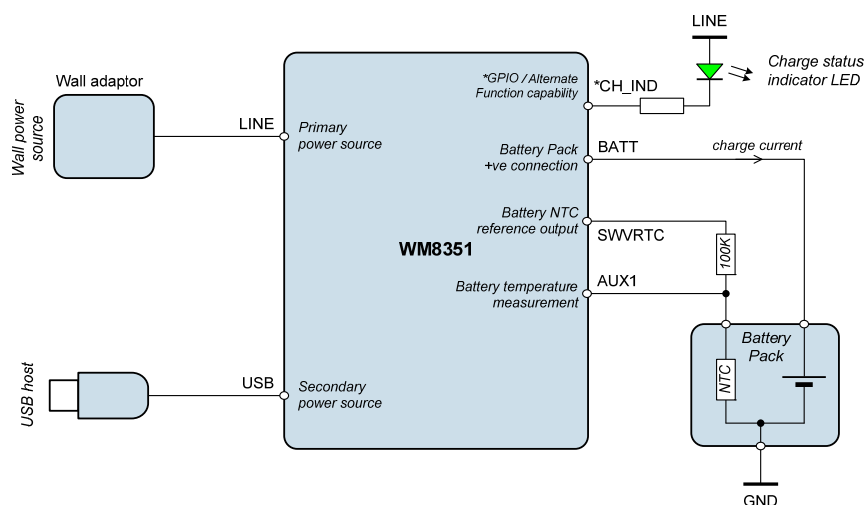 Wall adaptor
Wall power
source
LINE
Primary
power source
USB host
USB
Secondary
power source
WM8351
*GPIO / Alternate
Function capability
*CH_IND
LINE
Charge status
indicator LED
Battery Pack
+ve connection
BATT
charge current
Battery NTC
reference output
SWVRTC
100K
Battery temperature
measurement
AUX1
Battery
Pack
NTC
GND